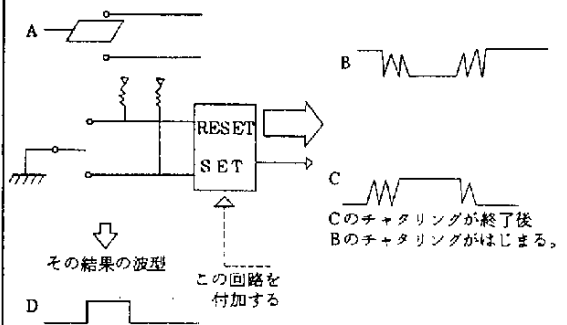 A
B
RESET
SET
C
Cのチャタリングが終了後
Bのチャタリングがはじまる。
その結果の波型
この回路を
付加する
D